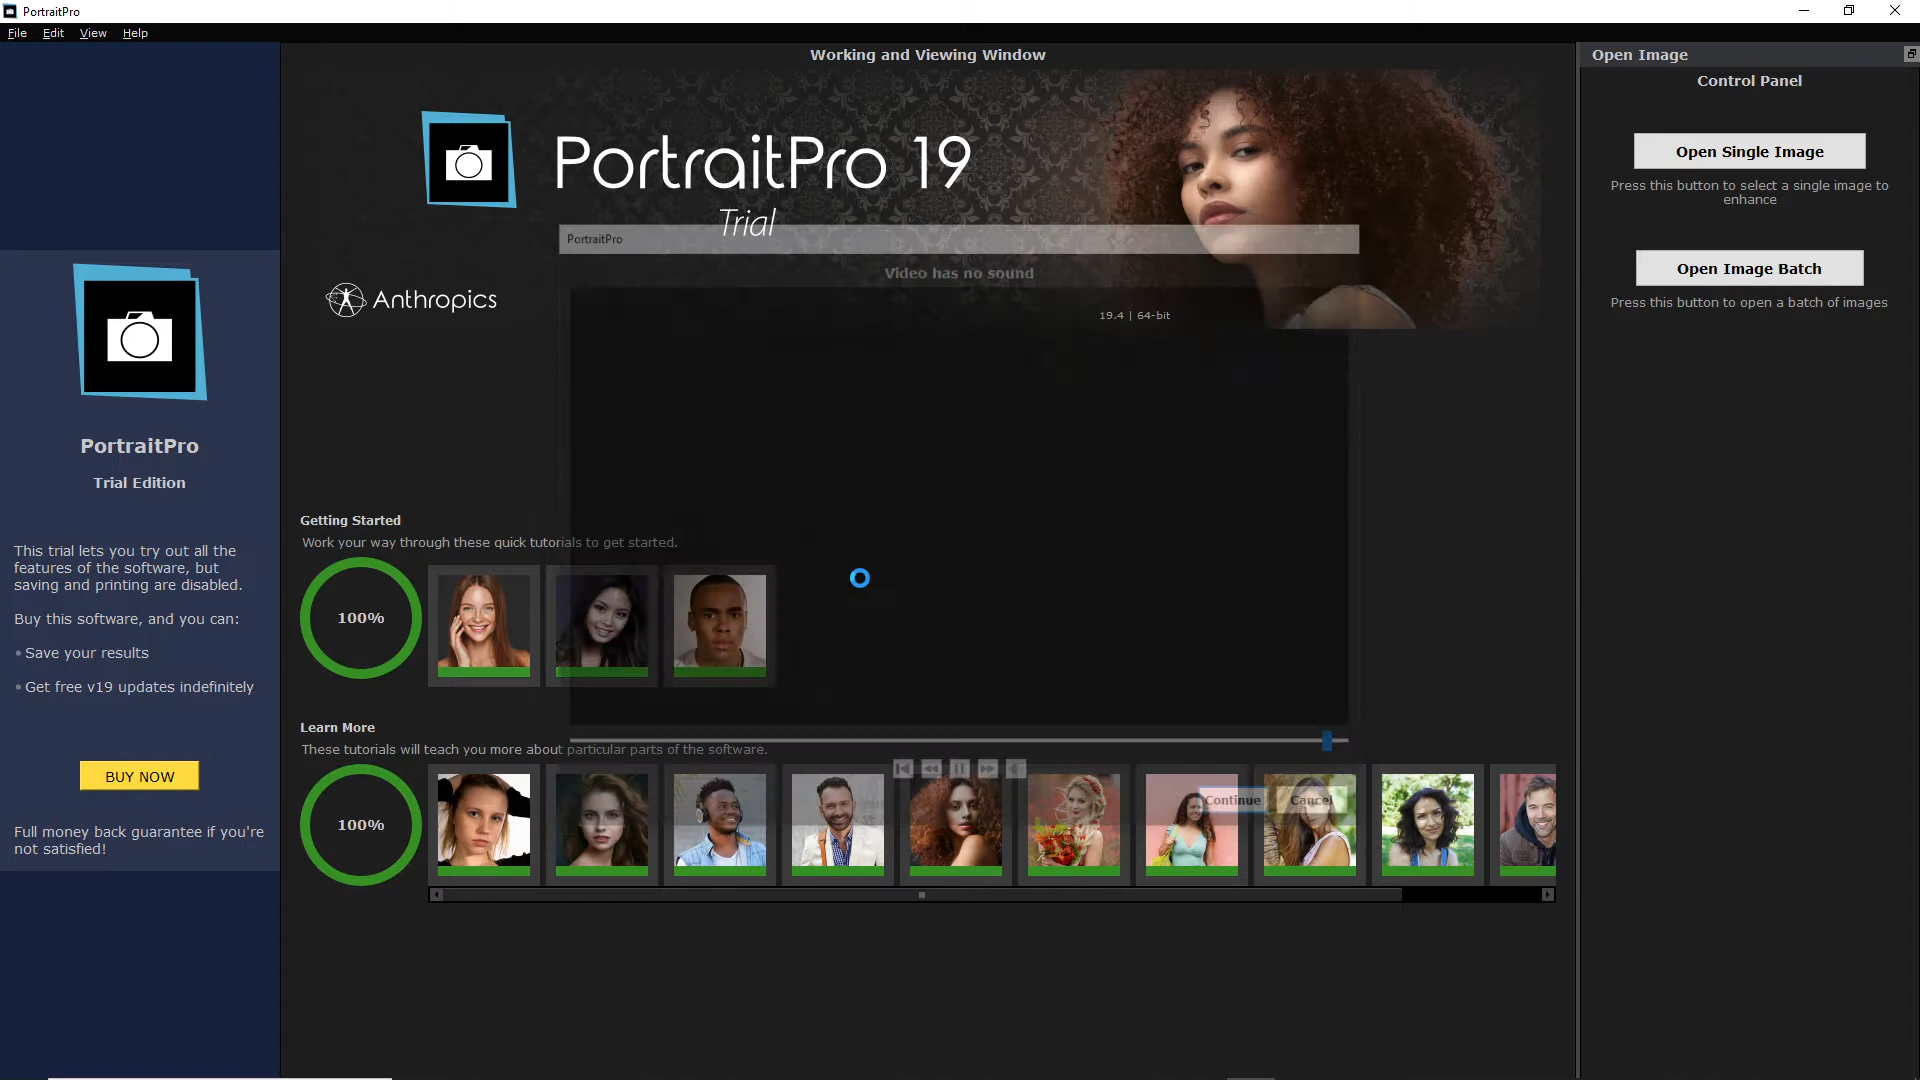 PortraitPro
File Edit View Help
Working and Viewing Window
PortraitPro 19
Trial
PortraitPro
Video has no sound
Anthropics
19.4 | 64-bit
Open Image
Control Panel
Open Single Image
Press this button to select a single image to
enhance
Open Image Batch
Press this button to open a batch of images
PortraitPro
Trial Edition
This trial lets you try out all the
features of the software, but
saving and printing are disabled.
Buy this software, and you can:
• Save your results
• Get free v19 updates indefinitely
BUY NOW
Full money back guarantee if you're
not satisfied!
Getting Started
Work your way through these quick tutorials to get started.
100%
Learn More
These tutorials will teach you more about particular parts of the software.
100%
Continue Cancel